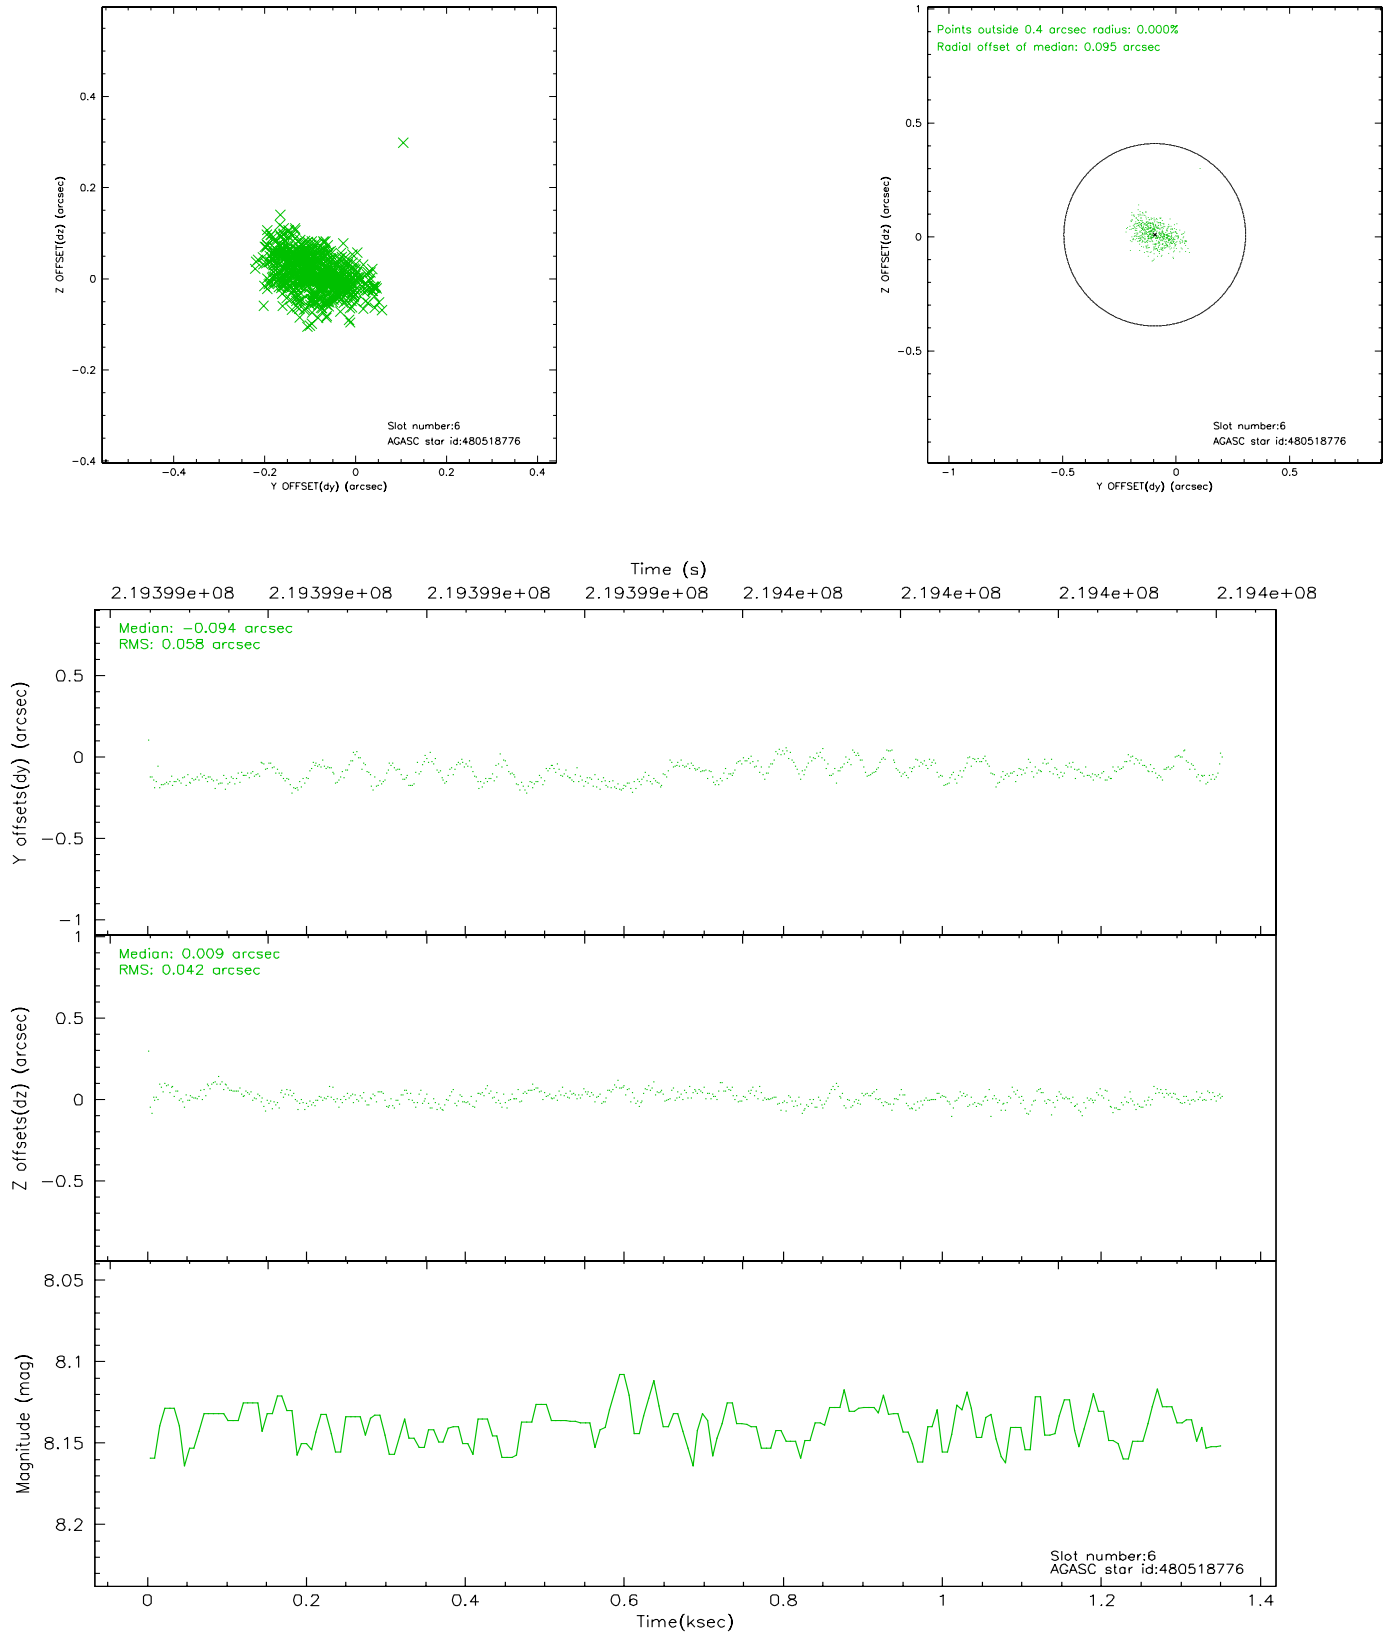 0.4
0.2
0
−0.2
−0.4
Z OFFSET(dz) (arcsec)
Slot number:6
AGASC star id:480518776
−0.4 −0.2 0 0.2 0.4
Y OFFSET(dy) (arcsec)
Points outside 0.4 arcsec radius: 0.000%
Radial offset of median: 0.095 arcsec
1
0.5
0
−0.5
Z OFFSET(dz) (arcsec)
Slot number:6
AGASC star id:480518776
−1 −0.5 0 0.5
Y OFFSET(dy) (arcsec)
Time (s)
2.19399e+08 2.19399e+08 2.19399e+08 2.19399e+08 2.194e+08 2.194e+08 2.194e+08 2.194e+08
Median: −0.094 arcsec
RMS: 0.058 arcsec
0.5
0
−0.5
−1
Y offsets(dy) (arcsec)
Median: 0.009 arcsec
RMS: 0.042 arcsec
1
0.5
0
−0.5
Z offsets(dz) (arcsec)
8.05
8.1
8.15
8.2
Magnitude (mag)
Slot number:6
AGASC star id:480518776
0 0.2 0.4 0.6 0.8 1 1.2 1.4
Time(ksec)